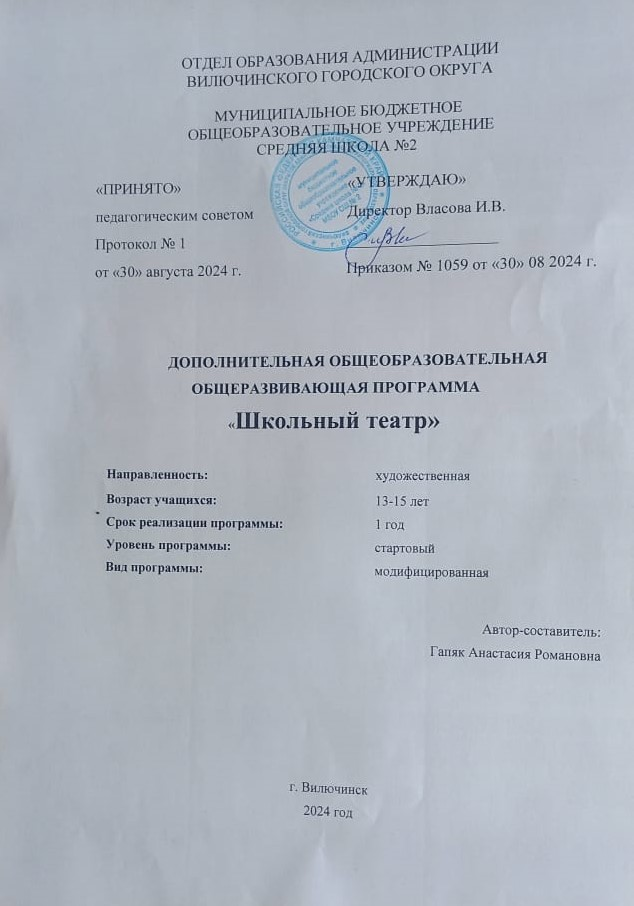 ОТДЕЛ ОБРАЗОВАНИЯ АДМИНИСТРАЦИИ
ВИЛЮЧИНСКОГО ГОРОДСКОГО ОКРУГА
МУНИЦИПАЛЬНОЕ БЮДЖЕТНОЕ
ОБЩЕОБРАЗОВАТЕЛЬНОЕ УЧРЕЖДЕНИЕ
СРЕДНЯЯ ШКОЛА №2
«ПРИНЯТО»
педагогическим советом
Протокол № 1
от «30» августа 2024 г.
«УТВЕРЖДАЮ»
Директор Власова И.В.
Приказом № 1059 от «30» 08 2024 г.
ДОПОЛНИТЕЛЬНАЯ ОБЩЕОБРАЗОВАТЕЛЬНАЯ
ОБЩЕРАЗВИВАЮЩАЯ ПРОГРАММА
«Школьный театр»
Направленность: художественная
Возраст учащихся: 13-15 лет
Срок реализации программы: 1 год
Уровень программы: стартовый
Вид программы: модифицированная
Автор-составитель:
Гапяк Анастасия Романовна
г. Вилючинск
2024 год